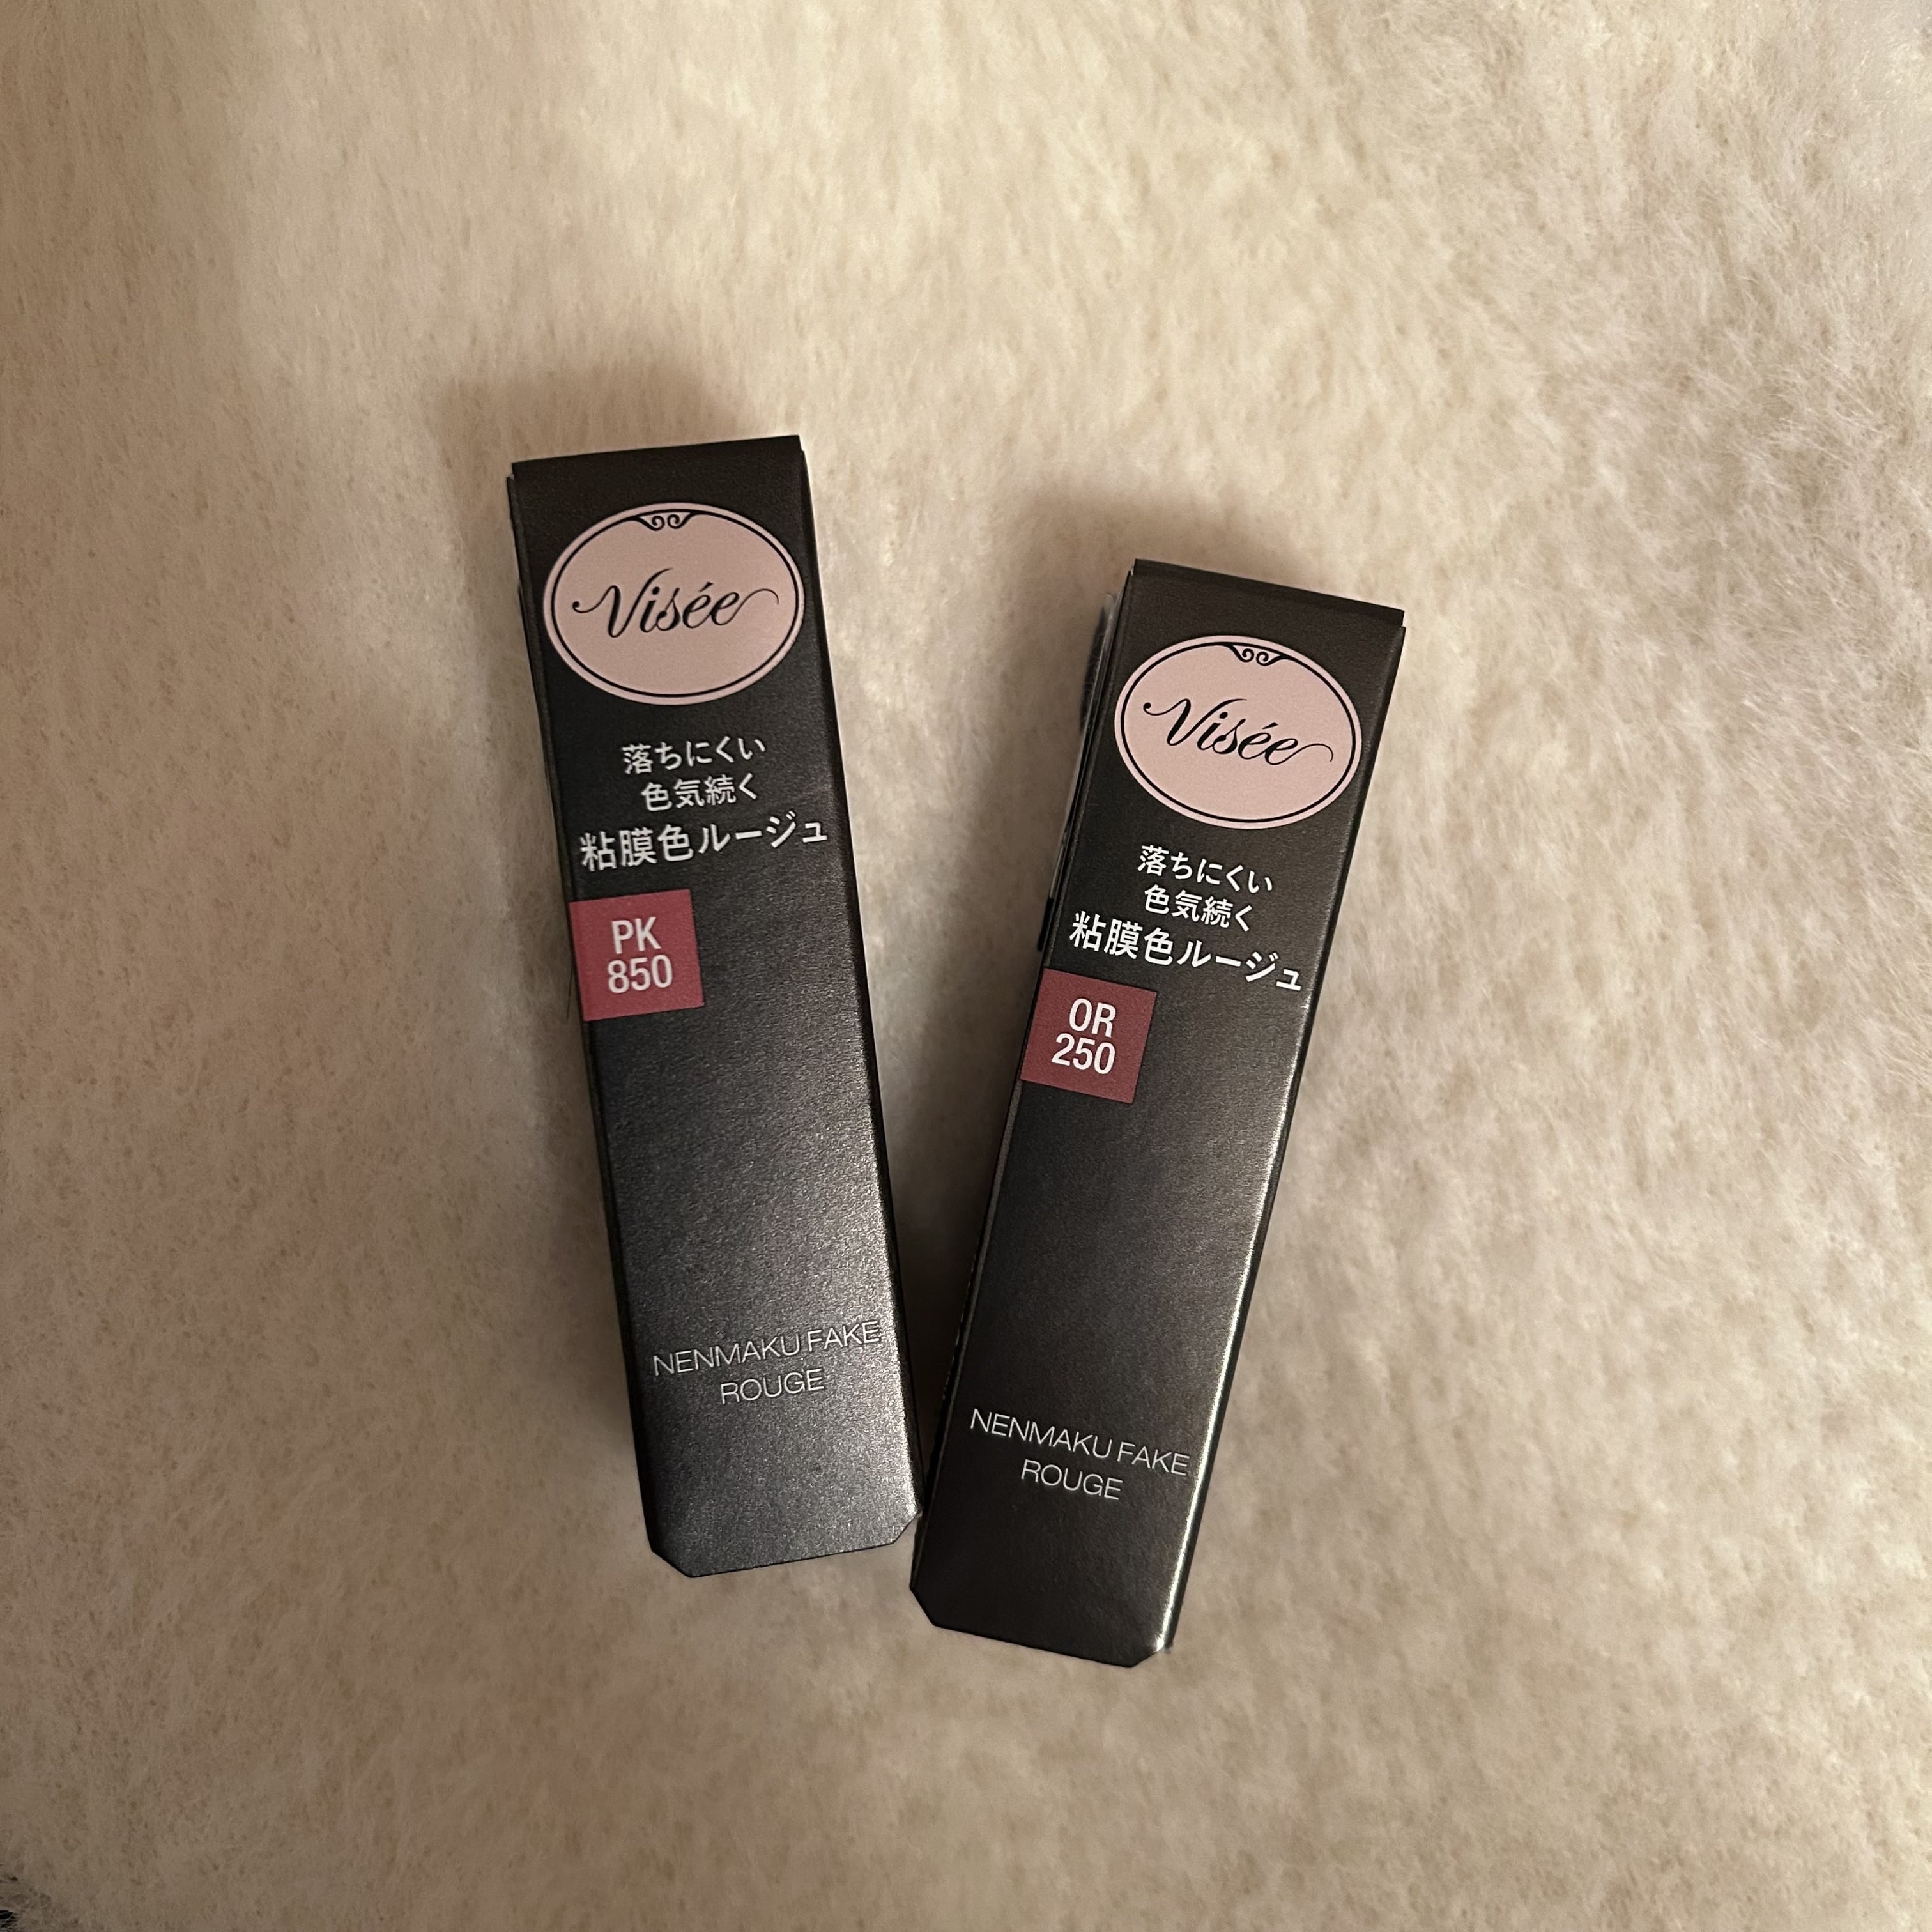 Visée
落ちにくい
色気続く
粘膜色ルージュ
PK
850
NENMAKU FAKE
ROUGE
Visée
落ちにくい
色気続く
粘膜色ルージュ
OR
250
NENMAKU FAKE
ROUGE